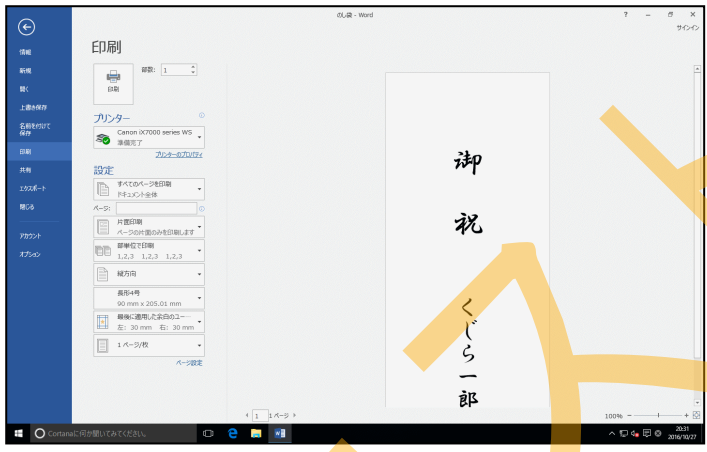 のし袋 - Word
?
サインイン
情報
新規
開く
上書き保存
名前を付けて
保存
印刷
共有
エクスポート
閉じる
アカウント
オプション
印刷
印刷
部数: 1
プリンター
Canon iX7000 series WS
準備完了
プリンターのプロパティ
設定
すべてのページを印刷
ドキュメント全体
ページ:
片面印刷
ページの片面のみを印刷します
部単位で印刷
1,2,3 1,2,3 1,2,3
縦方向
長形4号
90 mm x 205.01 mm
最後に適用した余白のユー…
左: 30 mm 右: 30 mm
1 ページ/枚
ページ設定
御祝
くじら一郎
1 1 ページ
100%
Cortanaに何か聞いてみてください。
20:31
2016/10/27